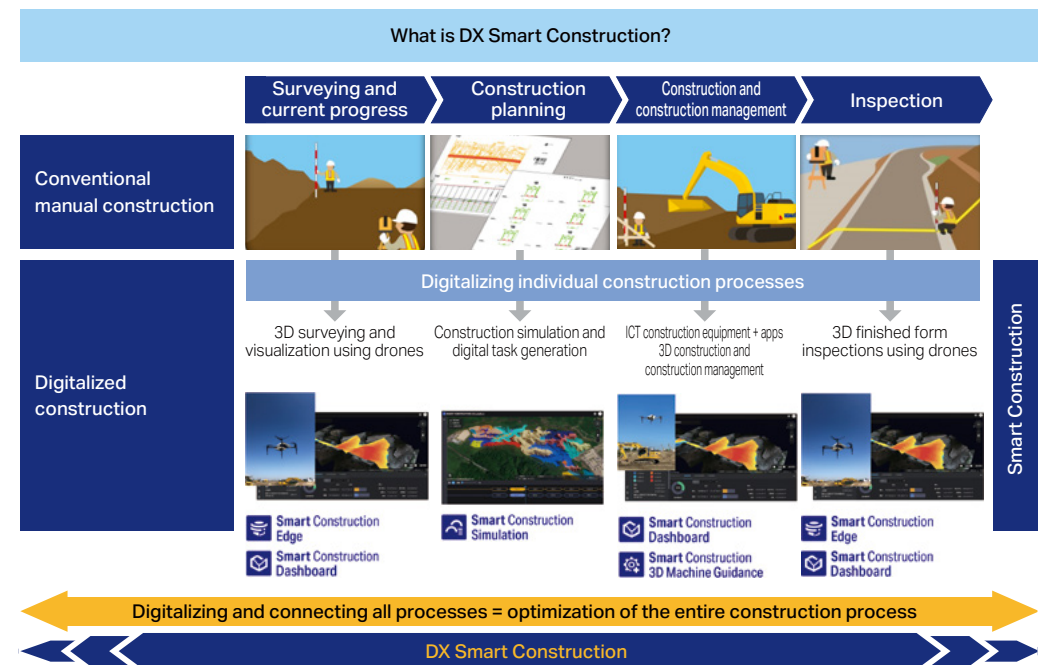 What is DX Smart Construction?
Surveying and
current progress
Construction
planning
Construction and
construction management
Inspection
Conventional
manual construction
Digitalizing individual construction processes
Digitalized
construction
3D surveying and
visualization using drones
Construction simulation and
digital task generation
ICT construction equipment + apps
3D construction and
construction management
3D finished form
inspections using drones
Smart Construction
Edge
Smart Construction
Dashboard
Smart Construction
Simulation
Smart Construction
Dashboard
Smart Construction
3D Machine Guidance
Smart Construction
Edge
Smart Construction
Dashboard
Smart Construction
Digitalizing and connecting all processes = optimization of the entire construction process
DX Smart Construction